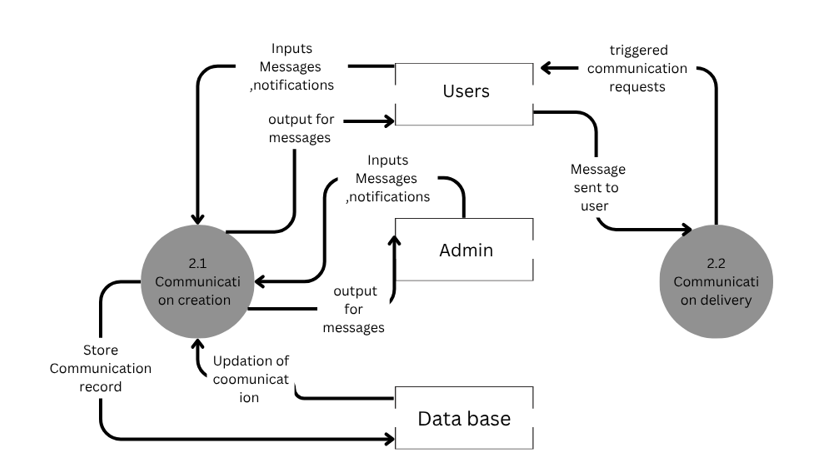 Inputs
Messages
,notifications
Users
triggered
communication
requests
output for
messages
Inputs
Messages
,notifications
Message
sent to
user
Admin
2.1
Communicati
on creation
2.2
Communicati
on delivery
output
for
messages
Store
Communication
record
Updation of
coomunicat
ion
Data base